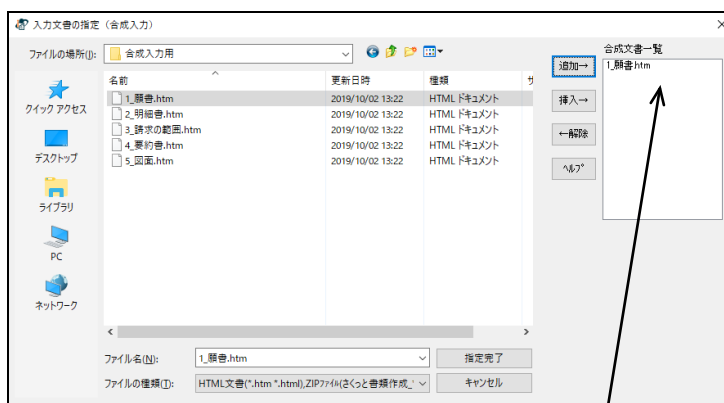 入力文書の指定（合成入力）
ファイルの場所(I):
合成入力用
合成文書一覧
追加→
1_願書.htm
名前
更新日時
種類
サ
1_願書.htm
2019/10/02 13:22
HTML ドキュメント
挿入→
クイック アクセス
2_明細書.htm
2019/10/02 13:22
HTML ドキュメント
3_請求の範囲.htm
2019/10/02 13:22
HTML ドキュメント
←解除
4_要約書.htm
2019/10/02 13:22
HTML ドキュメント
デスクトップ
5_図面.htm
2019/10/02 13:22
HTML ドキュメント
ヘルプ
ライブラリ
PC
ネットワーク
ファイル名(N):
1_願書.htm
指定完了
ファイルの種類(T):
HTML文書(*.htm *.html),ZIPファイル(さくっと書類作成_
キャンセル